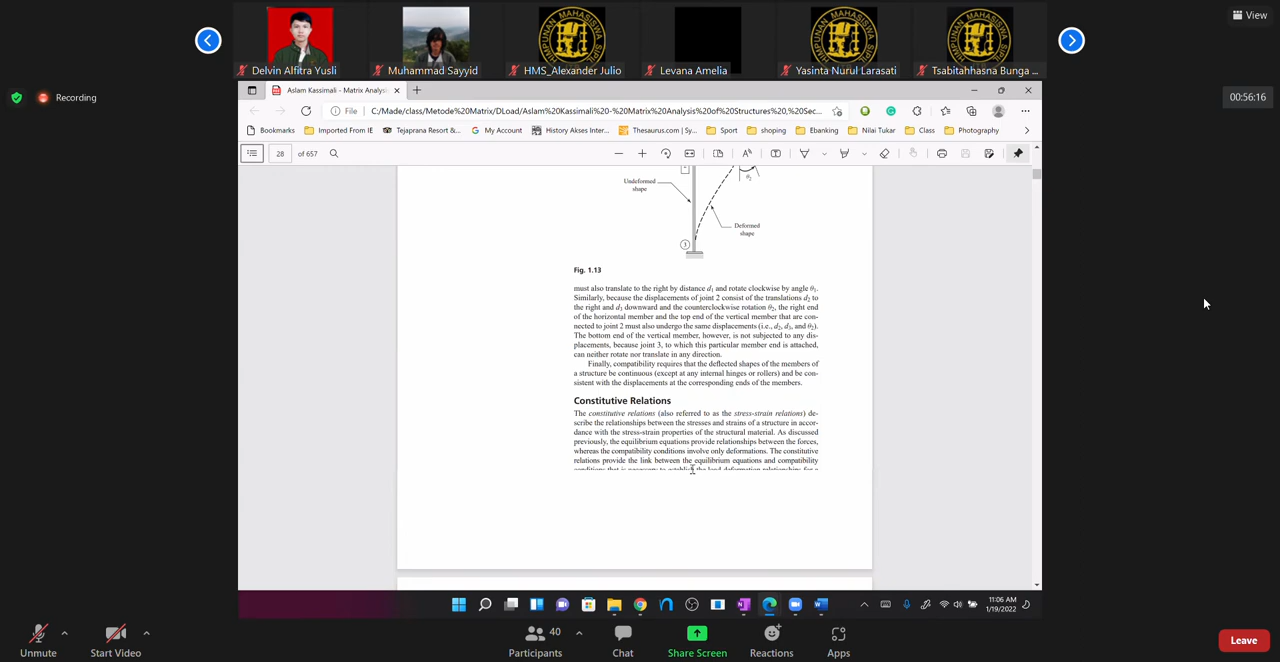 View
Delvin Alfitra Yusli
Muhammad Sayyid
HMS_Alexander Julio
Levana Amelia
Yasinta Nurul Larasati
Tsabitahhasna Bunga ...
Recording
00:56:16
Aslam Kassimali - Matrix Analysis
File
C:/Made/class/Metode%20Matrix/DLoad/Aslam%20Kassimali%20-%20Matrix%20Analysis%20of%20Structures%20,%20Sec...
Bookmarks
Imported From IE
Tejaprana Resort &...
My Account
History Akses Inter...
Thesaurus.com | Sy...
Sport
shoping
Ebanking
Nilai Tukar
Class
Photography
28 of 657
θ2
Undeformed
shape
Deformed
shape
3
Fig. 1.13
must also translate to the right by distance d1 and rotate clockwise by angle θ1.
Similarly, because the displacements of joint 2 consist of the translations d2 to
the right and d3 downward and the counterclockwise rotation θ2, the right end
of the horizontal member and the top end of the vertical member that are con-
nected to joint 2 must also undergo the same displacements (i.e., d2, d3, and θ2).
The bottom end of the vertical member, however, is not subjected to any dis-
placements, because joint 3, to which this particular member end is attached,
can neither rotate nor translate in any direction.
Finally, compatibility requires that the deflected shapes of the members of
a structure be continuous (except at any internal hinges or rollers) and be con-
sistent with the displacements at the corresponding ends of the members.
Constitutive Relations
The constitutive relations (also referred to as the stress-strain relations) de-
scribe the relationships between the stresses and strains of a structure in accor-
dance with the stress-strain properties of the structural material. As discussed
previously, the equilibrium equations provide relationships between the forces,
whereas the compatibility conditions involve only deformations. The constitutive
relations provide the link between the equilibrium equations and compatibility
conditions that is necessary to establish the load-deformation relationships for a
11:06 AM
1/19/2022
Unmute
Start Video
40
Participants
Chat
Share Screen
Reactions
Apps
Leave